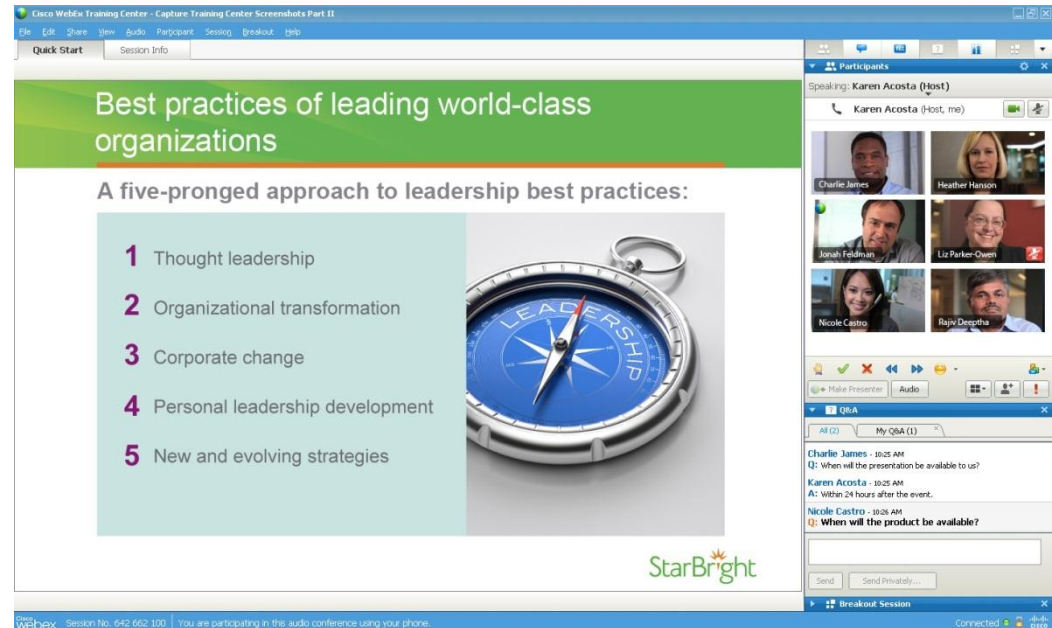 Cisco WebEx Training Center - Capture Training Center Screenshots Part II
File Edit Share View Audio Participant Session Breakout Help
Quick Start Session Info
Best practices of leading world-class
organizations
A five-pronged approach to leadership best practices:
1 Thought leadership
2 Organizational transformation
3 Corporate change
4 Personal leadership development
5 New and evolving strategies
LEADERSHIP
StarBright
Participants
Speaking: Karen Acosta (Host)
Karen Acosta (Host, me)
Charlie James
Heather Hanson
Jonah Feldman
Liz Parker-Owen
Nicole Castro
Rajiv Deeptha
Make Presenter Audio
Q&A
All (2) My Q&A (1)
Charlie James - 10:25 AM
Q: When will the presentation be available to us?
Karen Acosta - 10:25 AM
A: Within 24 hours after the event.
Nicole Castro - 10:26 AM
Q: When will the product be available?
Send Send Privately...
Breakout Session
Cisco webex Session No. 642 662 100 You are participating in this audio conference using your phone.
Connected
cisco